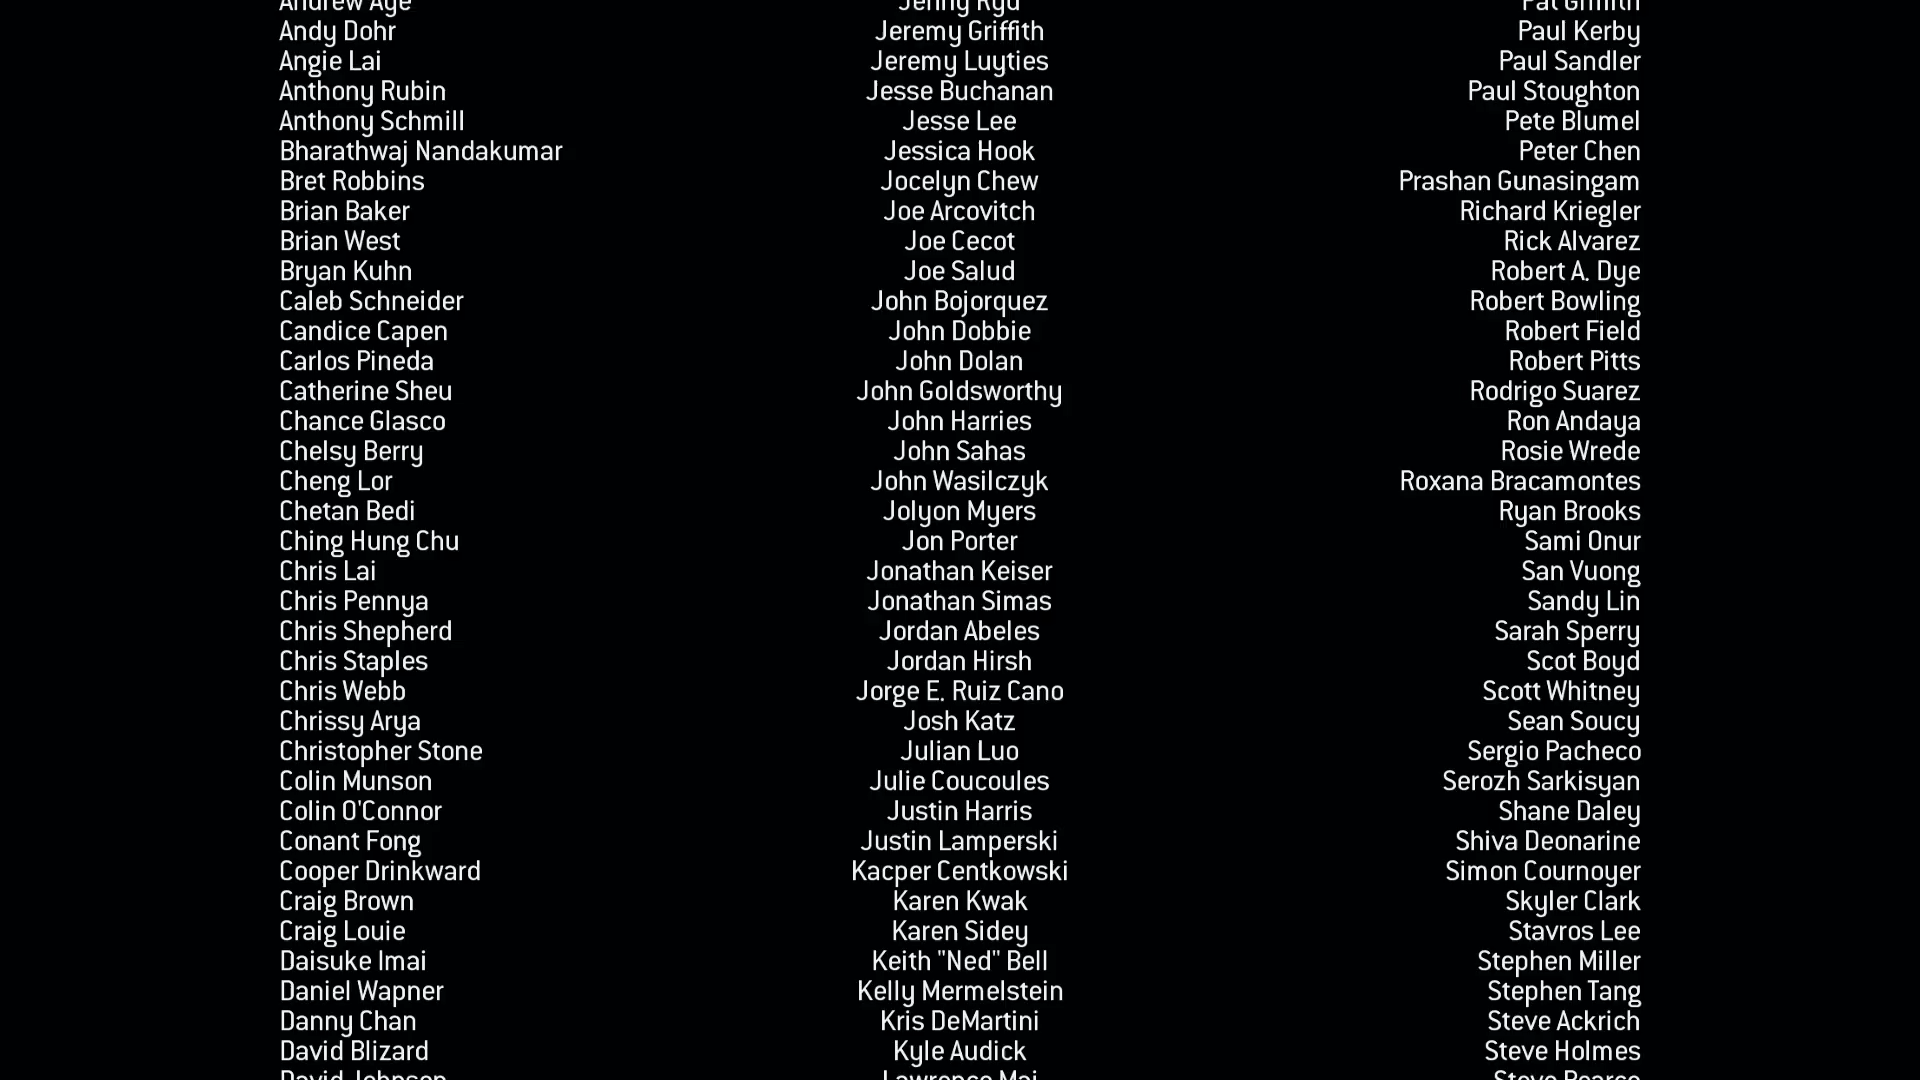 Andrew Aye
Andy Dohr
Angie Lai
Anthony Rubin
Anthony Schmill
Bharathwaj Nandakumar
Bret Robbins
Brian Baker
Brian West
Bryan Kuhn
Caleb Schneider
Candice Capen
Carlos Pineda
Catherine Sheu
Chance Glasco
Chelsy Berry
Cheng Lor
Chetan Bedi
Ching Hung Chu
Chris Lai
Chris Pennya
Chris Shepherd
Chris Staples
Chris Webb
Chrissy Arya
Christopher Stone
Colin Munson
Colin O'Connor
Conant Fong
Cooper Drinkward
Craig Brown
Craig Louie
Daisuke Imai
Daniel Wapner
Danny Chan
David Blizard
David Johnson
Jenny Ryu
Jeremy Griffith
Jeremy Luyties
Jesse Buchanan
Jesse Lee
Jessica Hook
Jocelyn Chew
Joe Arcovitch
Joe Cecot
Joe Salud
John Bojorquez
John Dobbie
John Dolan
John Goldsworthy
John Harries
John Sahas
John Wasilczyk
Jolyon Myers
Jon Porter
Jonathan Keiser
Jonathan Simas
Jordan Abeles
Jordan Hirsh
Jorge E. Ruiz Cano
Josh Katz
Julian Luo
Julie Coucoules
Justin Harris
Justin Lamperski
Kacper Centkowski
Karen Kwak
Karen Sidey
Keith "Ned" Bell
Kelly Mermelstein
Kris DeMartini
Kyle Audick
Lawrence
Pat Griffith
Paul Kerby
Paul Sandler
Paul Stoughton
Pete Blumel
Peter Chen
Prashan Gunasingam
Richard Kriegler
Rick Alvarez
Robert A. Dye
Robert Bowling
Robert Field
Robert Pitts
Rodrigo Suarez
Ron Andaya
Rosie Wrede
Roxana Bracamontes
Ryan Brooks
Sami Onur
San Vuong
Sandy Lin
Sarah Sperry
Scot Boyd
Scott Whitney
Sean Soucy
Sergio Pacheco
Serozh Sarkisyan
Shane Daley
Shiva Deonarine
Simon Cournoyer
Skyler Clark
Stavros Lee
Stephen Miller
Stephen Tang
Steve Ackrich
Steve Holmes
Steve Pearce